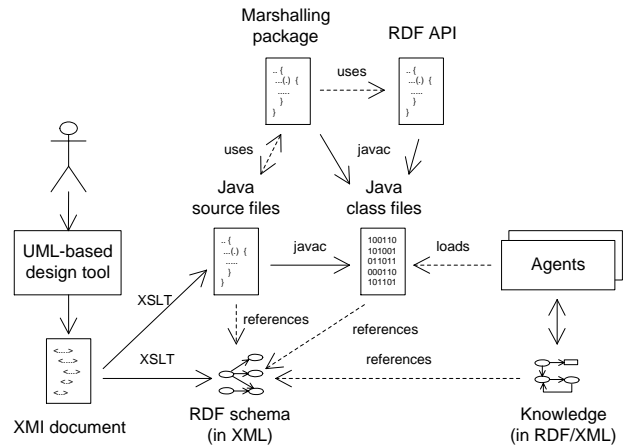 Marshalling
package
RDF API
.. {
...(.) {
.....
}
}
uses
.. {
...(.) {
.....
}
}
uses
javac
Java
source files
Java
class files
UML-based
design tool
.. {
...(.) {
.....
}
}
javac
100110
101001
011011
000110
101101
loads
Agents
XSLT
references
references
<....>
<....>
<....>
<.>
<..>
XSLT
references
XMI document
RDF schema
(in XML)
Knowledge
(in RDF/XML)